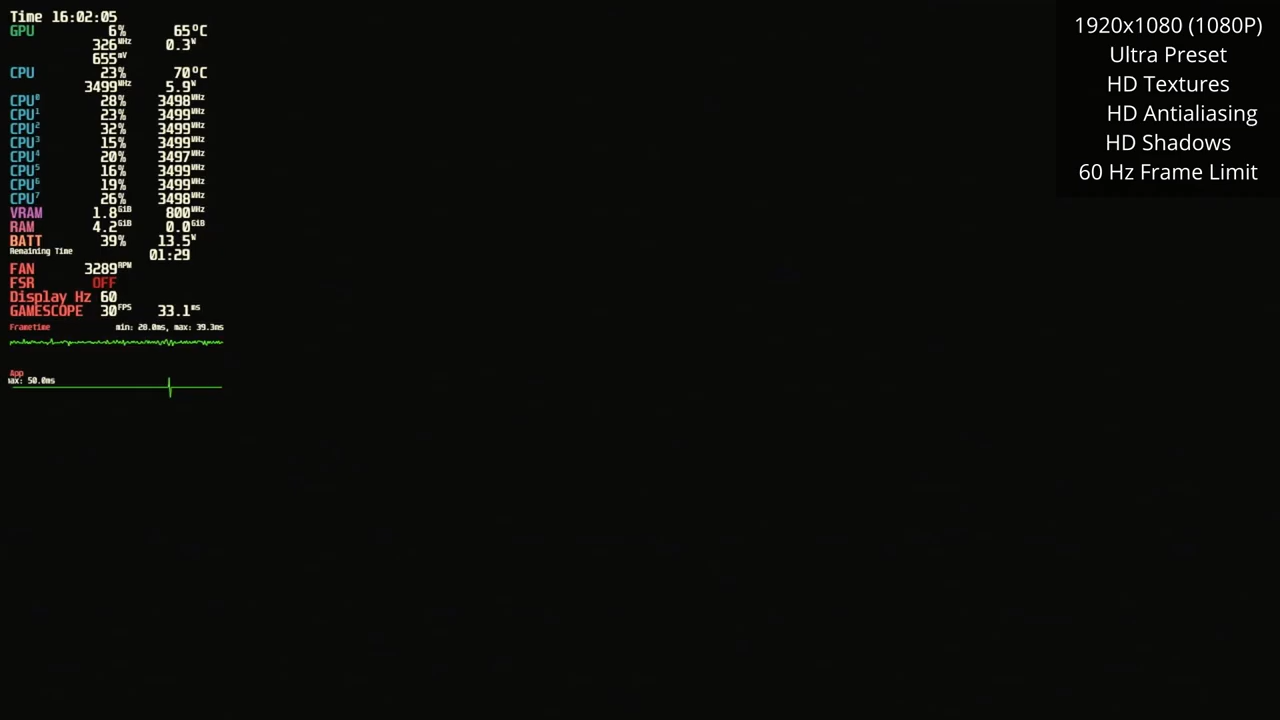 Time 16:02:05
GPU 6% 65°C
326MHz 0.3W
655mV
CPU 23% 70°C
3499MHz 5.9W
CPU0 28% 3498MHz
CPU1 23% 3499MHz
CPU2 32% 3499MHz
CPU3 15% 3499MHz
CPU4 20% 3497MHz
CPU5 16% 3499MHz
CPU6 19% 3499MHz
CPU7 26% 3498MHz
VRAM 1.8GiB 800MHz
RAM 4.2GiB 0.0GiB
BATT 39% 13.5W
Remaining Time 01:29
FAN 3289RPM
FSR OFF
Display Hz 60
GAMESCOPE 30FPS 33.1ms
Frametime min: 28.0ms, max: 39.3ms
App
max: 50.0ms
1920x1080 (1080P)
Ultra Preset
HD Textures
HD Antialiasing
HD Shadows
60 Hz Frame Limit